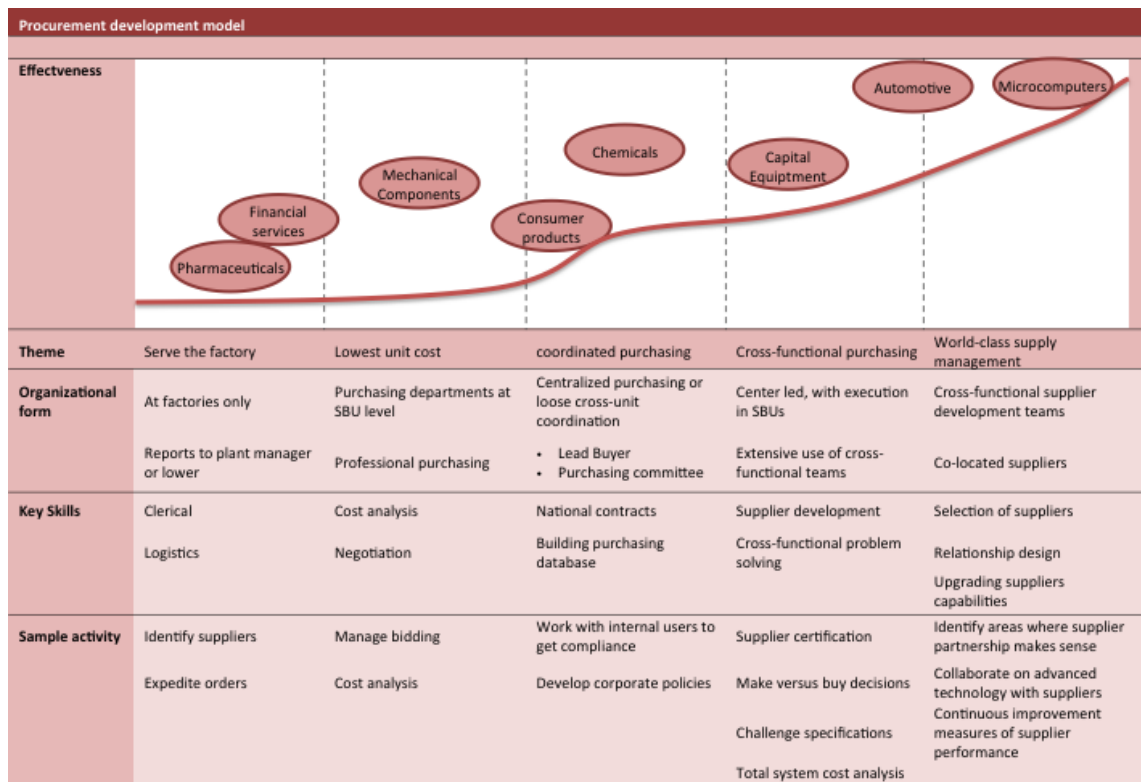 Procurement development model
Effectveness
Automotive
Microcomputers
Chemicals
Capital
Equiptment
Mechanical
Components
Financial
services
Consumer
products
Pharmaceuticals
Theme
Serve the factory
Lowest unit cost
coordinated purchasing
Cross-functional purchasing
World-class supply
management
Organizational
form
At factories only
Purchasing departments at
SBU level
Centralized purchasing or
loose cross-unit
coordination
Center led, with execution
in SBUs
Cross-functional supplier
development teams
Reports to plant manager
or lower
Professional purchasing
• Lead Buyer
• Purchasing committee
Extensive use of cross-
functional teams
Co-located suppliers
Key Skills
Clerical
Cost analysis
National contracts
Supplier development
Selection of suppliers
Logistics
Negotiation
Building purchasing
database
Cross-functional problem
solving
Relationship design
Upgrading suppliers
capabilities
Sample activity
Identify suppliers
Manage bidding
Work with internal users to
get compliance
Supplier certification
Identify areas where supplier
partnership makes sense
Expedite orders
Cost analysis
Develop corporate policies
Make versus buy decisions
Collaborate on advanced
technology with suppliers
Challenge specifications
Continuous improvement
measures of supplier
performance
Total system cost analysis